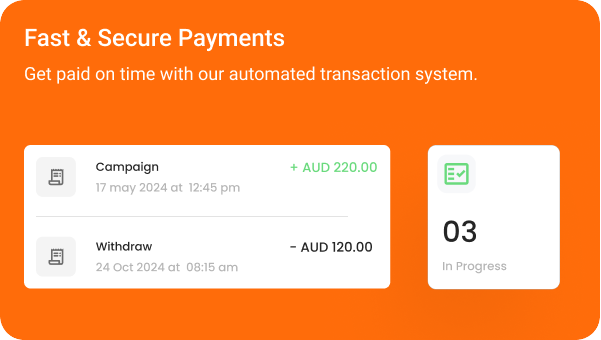 Fast & Secure Payments
Get paid on time with our automated transaction system.
Campaign
+ AUD 220.00
17 may 2024 at 12:45 pm
Withdraw
- AUD 120.00
24 Oct 2024 at 08:15 am
03
In Progress